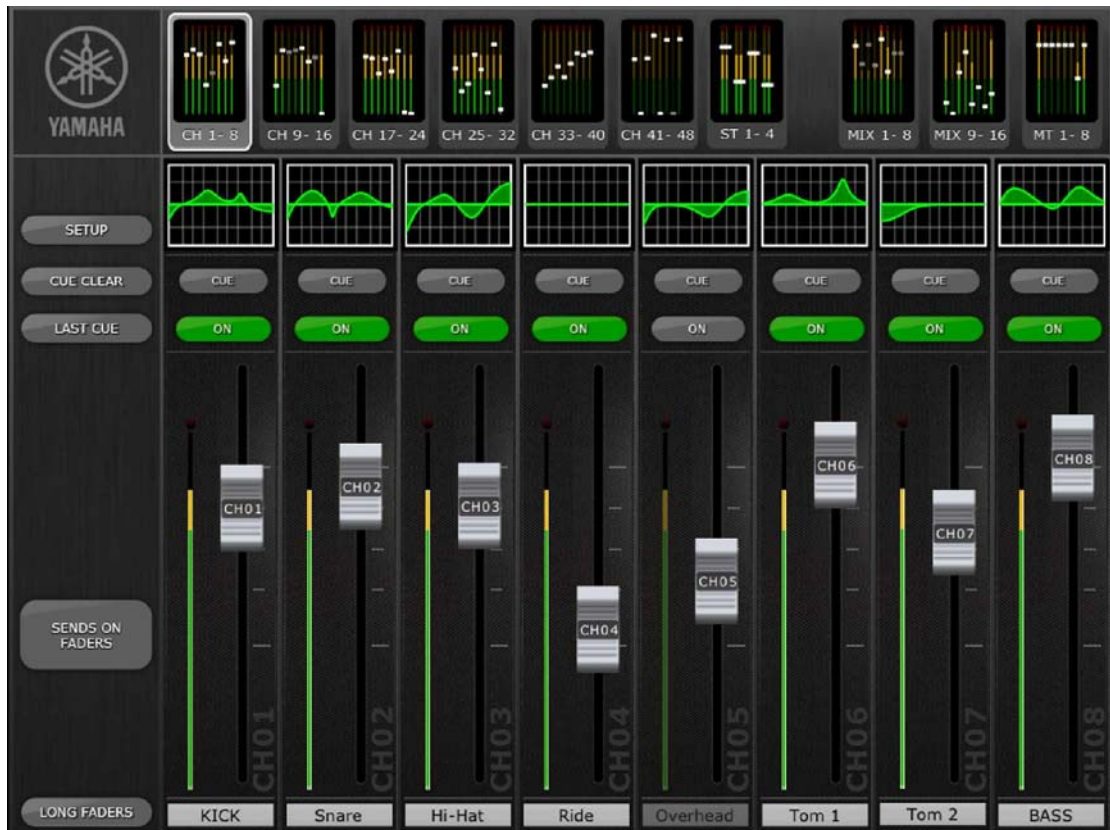 YAMAHA
CH 1- 8 CH 9- 16 CH 17- 24 CH 25- 32 CH 33- 40 CH 41- 48 ST 1- 4 MIX 1- 8 MIX 9- 16 MT 1- 8
SETUP
CUE CLEAR CUE CUE CUE CUE CUE CUE CUE CUE
LAST CUE ON ON ON ON ON ON ON ON
CH01 CH02 CH03 CH04 CH05 CH06 CH07 CH08
SENDS ON
FADERS
CH01 CH02 CH03 CH04 CH05 CH06 CH07 CH08
LONG FADERS KICK Snare Hi-Hat Ride Overhead Tom 1 Tom 2 BASS